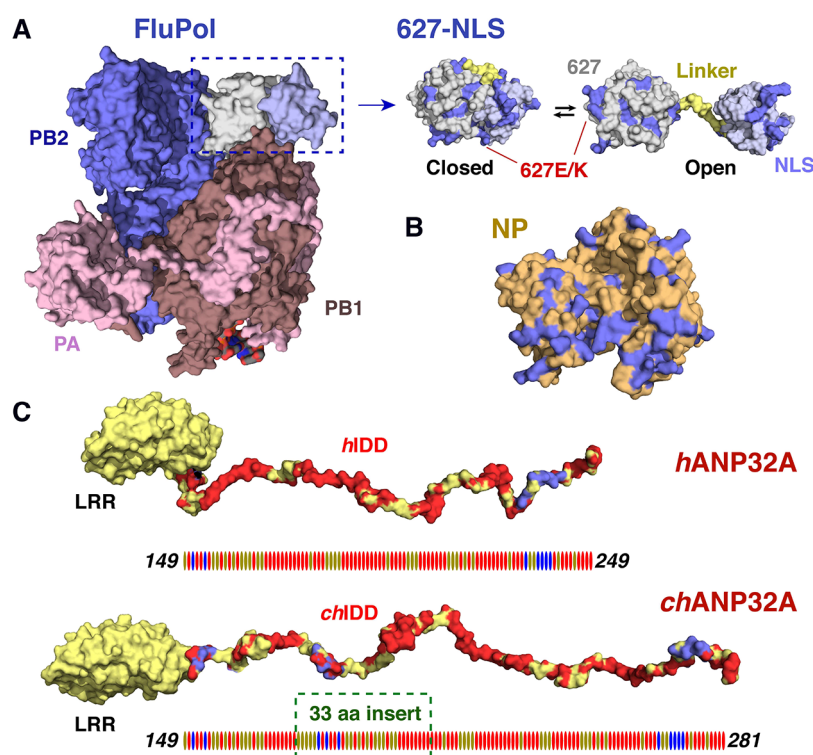 A
FluPol
627-NLS
PB2
627
Linker
Closed
627E/K
Open
NLS
B
NP
PB1
PA
C
hIDD
hANP32A
LRR
149
249
chIDD
chANP32A
LRR
33 aa insert
149
281